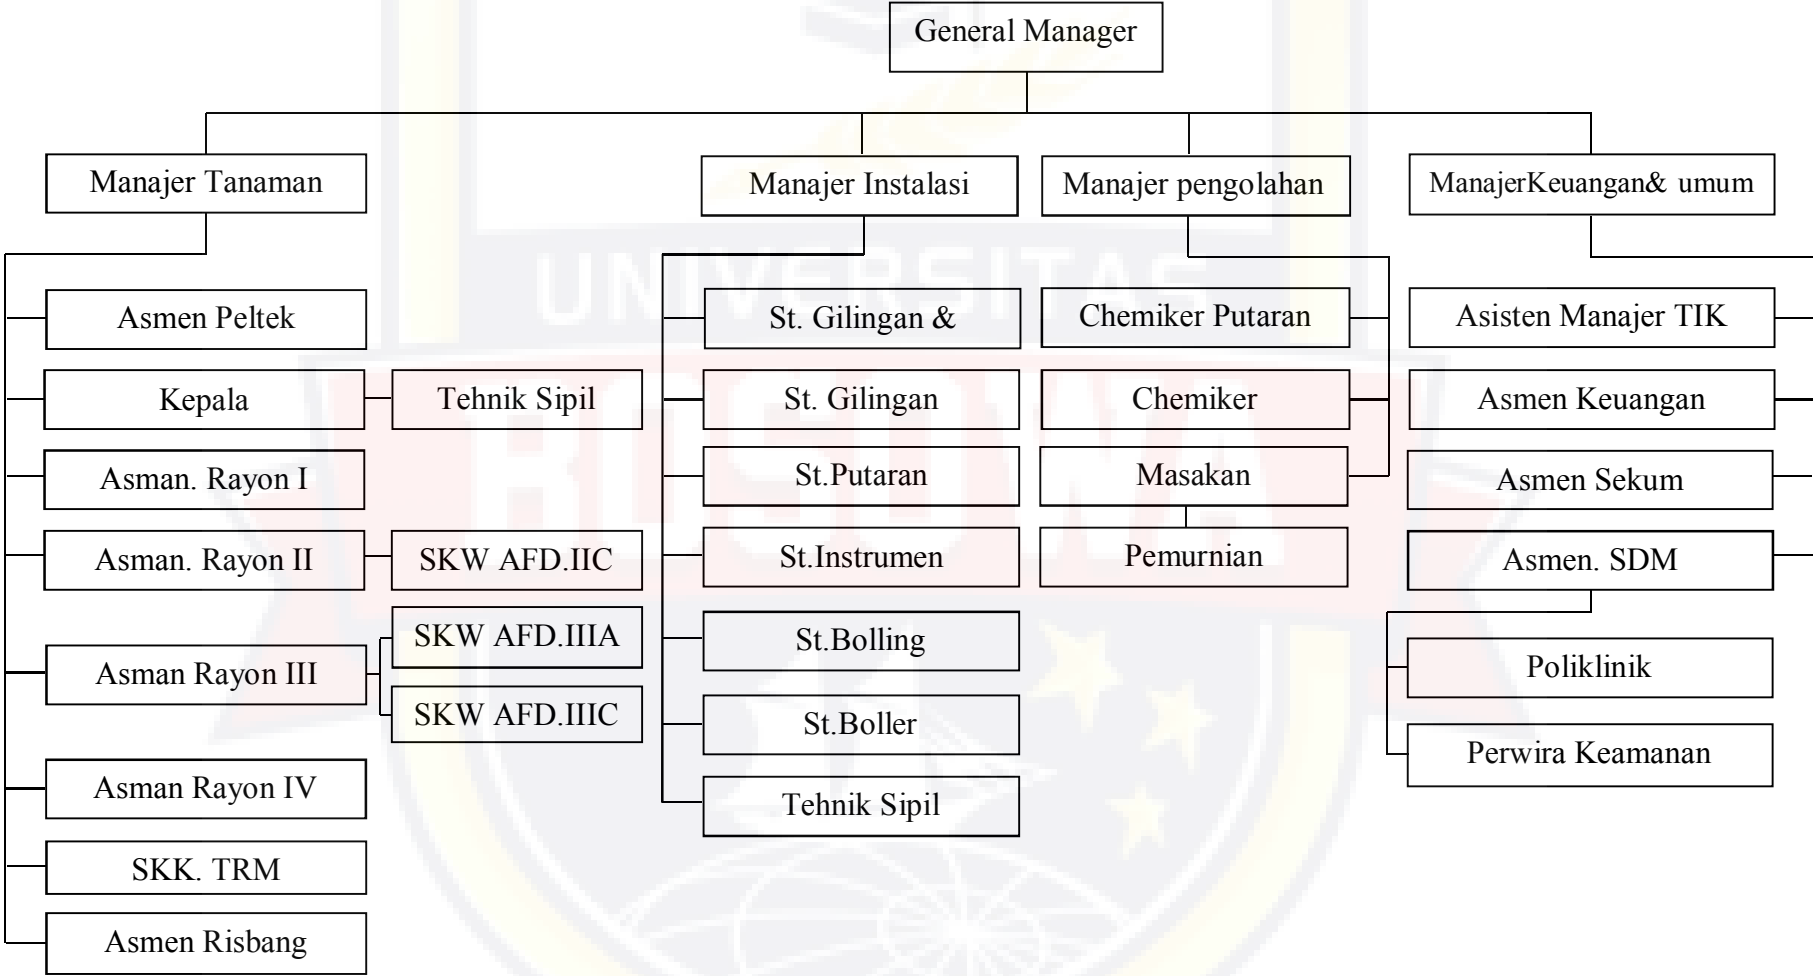 General Manager
Manajer Tanaman
Manajer Instalasi
Manajer pengolahan
ManajerKeuangan& umum
UNIVERSITAS
BOSOWA
Asmen Peltek
Kepala
Tehnik Sipil
Asman. Rayon I
Asman. Rayon II
SKW AFD.IIC
Asman Rayon III
SKW AFD.IIIA
SKW AFD.IIIC
Asman Rayon IV
SKK. TRM
Asmen Risbang
St. Gilingan &
St. Gilingan
St.Putaran
St.Instrumen
St.Bolling
St.Boller
Tehnik Sipil
Chemiker Putaran
Chemiker
Masakan
Pemurnian
Asisten Manajer TIK
Asmen Keuangan
Asmen Sekum
Asmen. SDM
Poliklinik
Perwira Keamanan